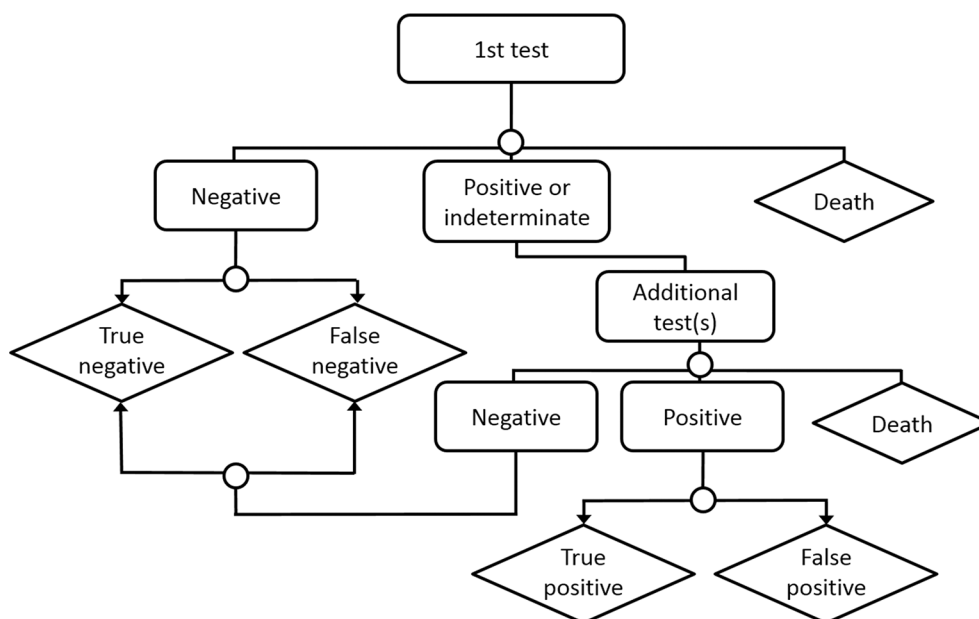 1st test
Negative
Positive or
indeterminate
Death
Additional
test(s)
True
negative
False
negative
Negative
Positive
Death
True
positive
False
positive